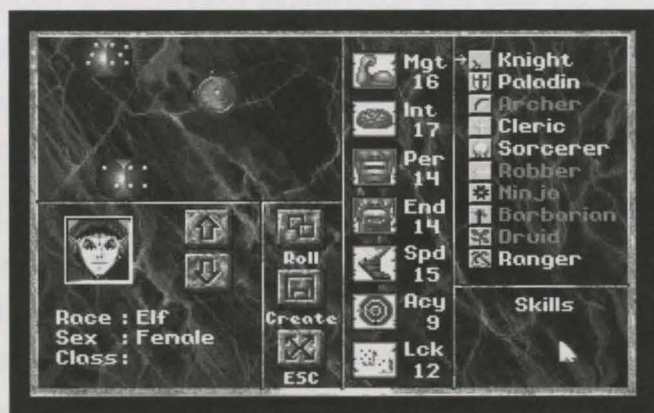 Mgt
16
Int
17
Per
14
End
14
Spd
15
Acy
9
Lck
12
Knight
Paladin
Archer
Cleric
Sorcerer
Robber
Ninja
Barbarian
Druid
Ranger
Skills
Roll
Create
ESC
Race : Elf
Sex : Female
Class: